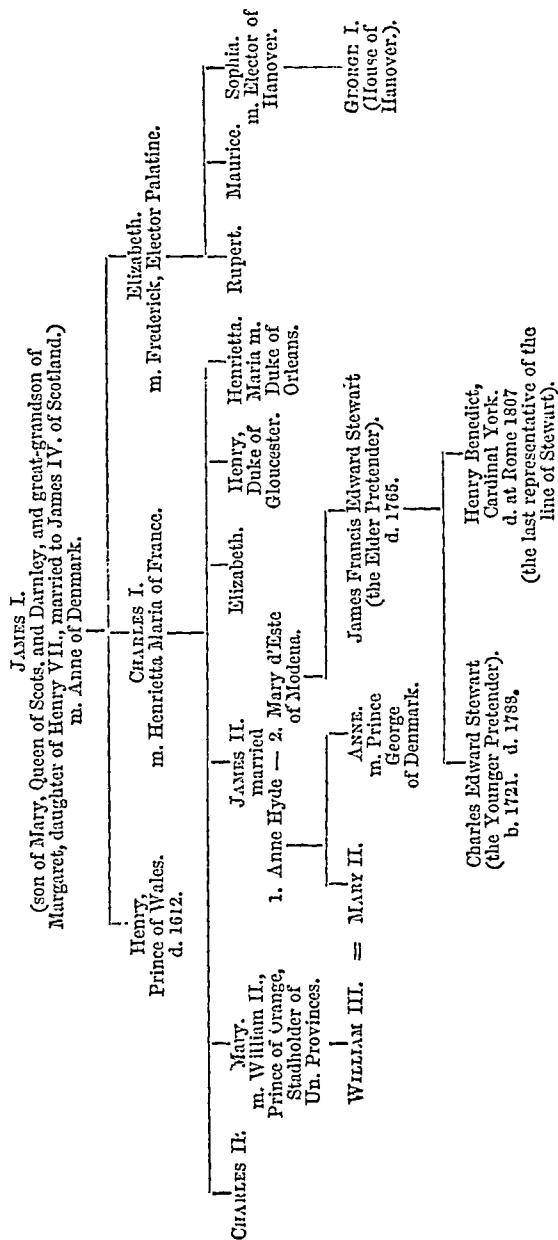 JAMES I.
(son of Mary, Queen of Scots, and Darnley, and great-grandson of
Margaret, daughter of Henry VII., married to James IV. of Scotland.)
m. Anne of Denmark.
Henry,
Prince of Wales.
d. 1612.
CHARLES I.
m. Henrietta Maria of France.
Elizabeth.
m. Frederick, Elector Palatine.
CHARLES II.
Mary.
m. William II.,
Prince of Orange,
Stadholder of
Un. Provinces.
JAMES II.
married
1. Anne Hyde — 2. Mary d'Este
of Modena.
Elizabeth.
Henry,
Duke of
Gloucester.
Henrietta
Maria m.
Duke of
Orleans.
Rupert.
Maurice.
Sophia.
m. Elector of
Hanover.
WILLIAM III. = MARY II.
ANNE.
m. Prince
George
of Denmark.
James Francis Edward Stewart
(the Elder Pretender).
d. 1765.
GEORGE I.
(House of
Hanover.).
Charles Edward Stewart
(the Younger Pretender).
b. 1721. d. 1788.
Henry Benedict,
Cardinal York.
d. at Rome 1807
(the last representative of the
line of Stewart).